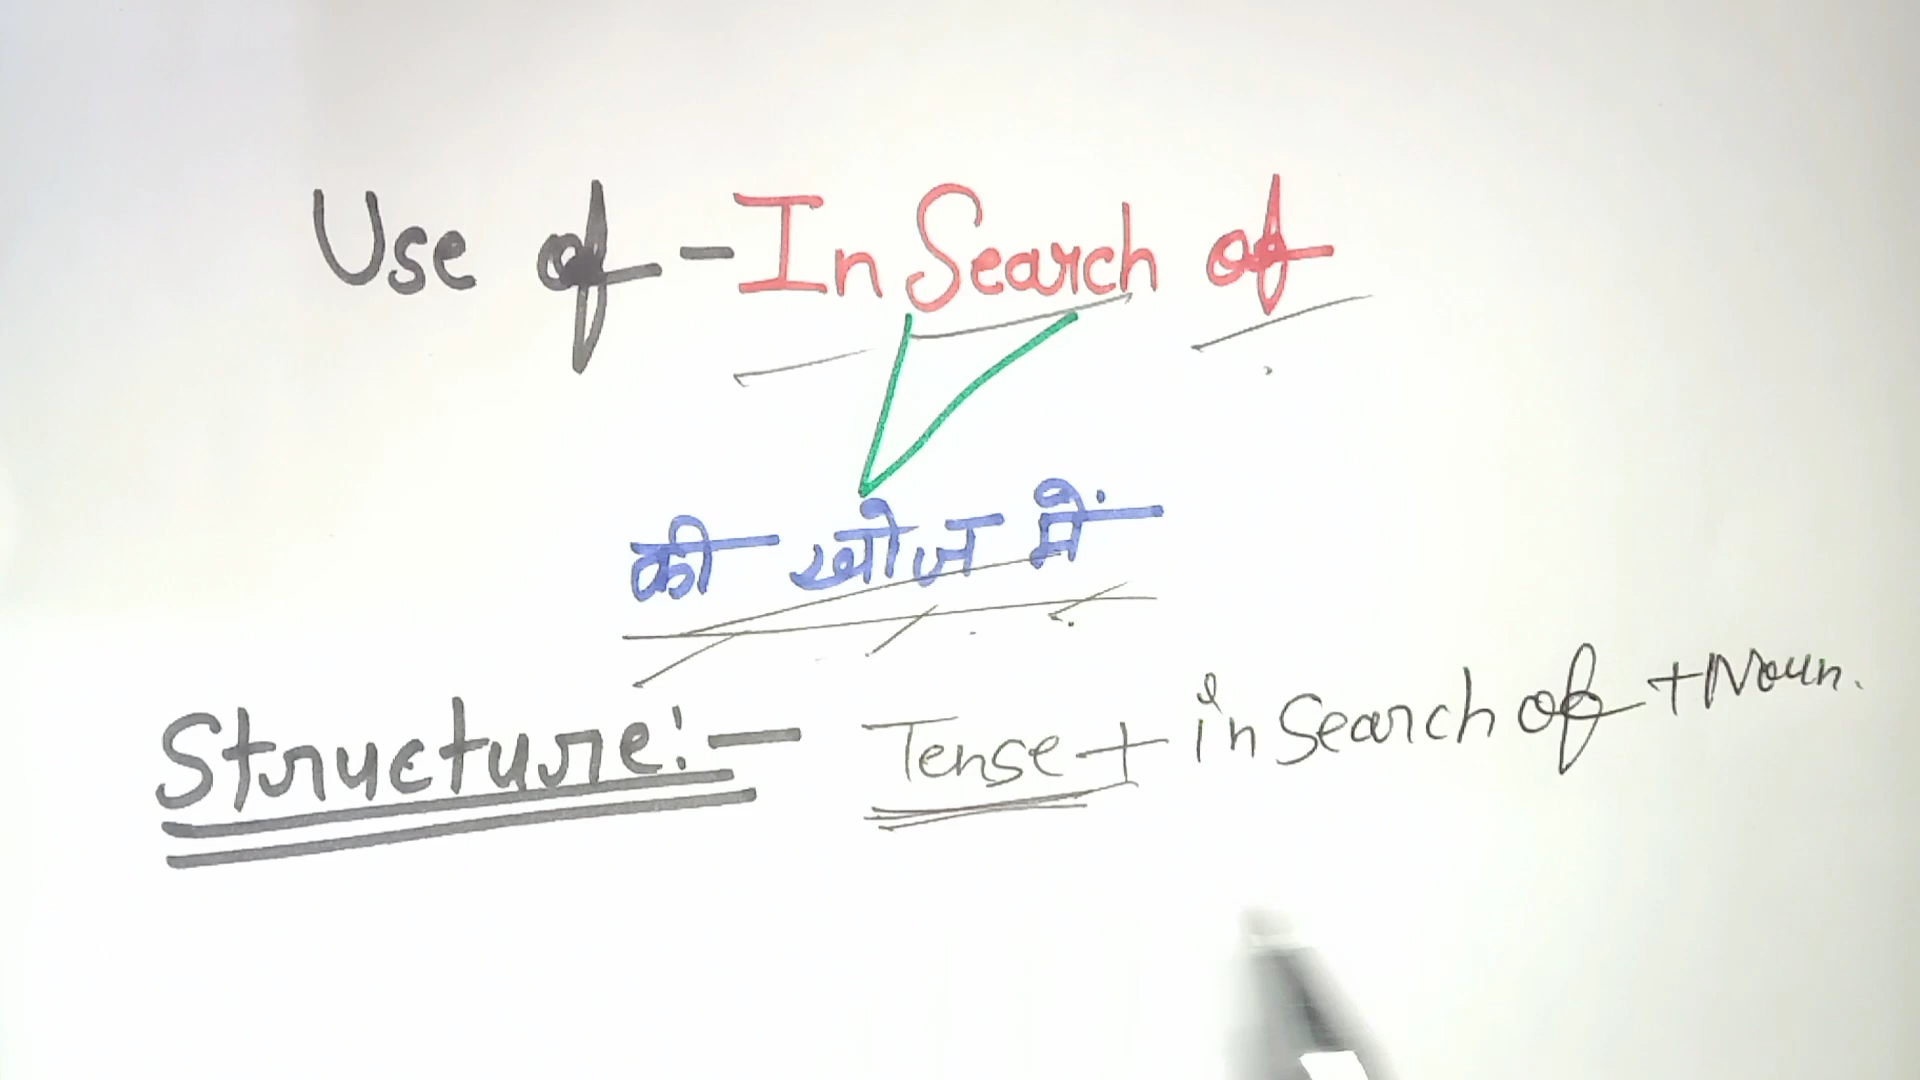 Use of - In Search of
की खोज में
Structure:- Tense + in Search of + Noun.